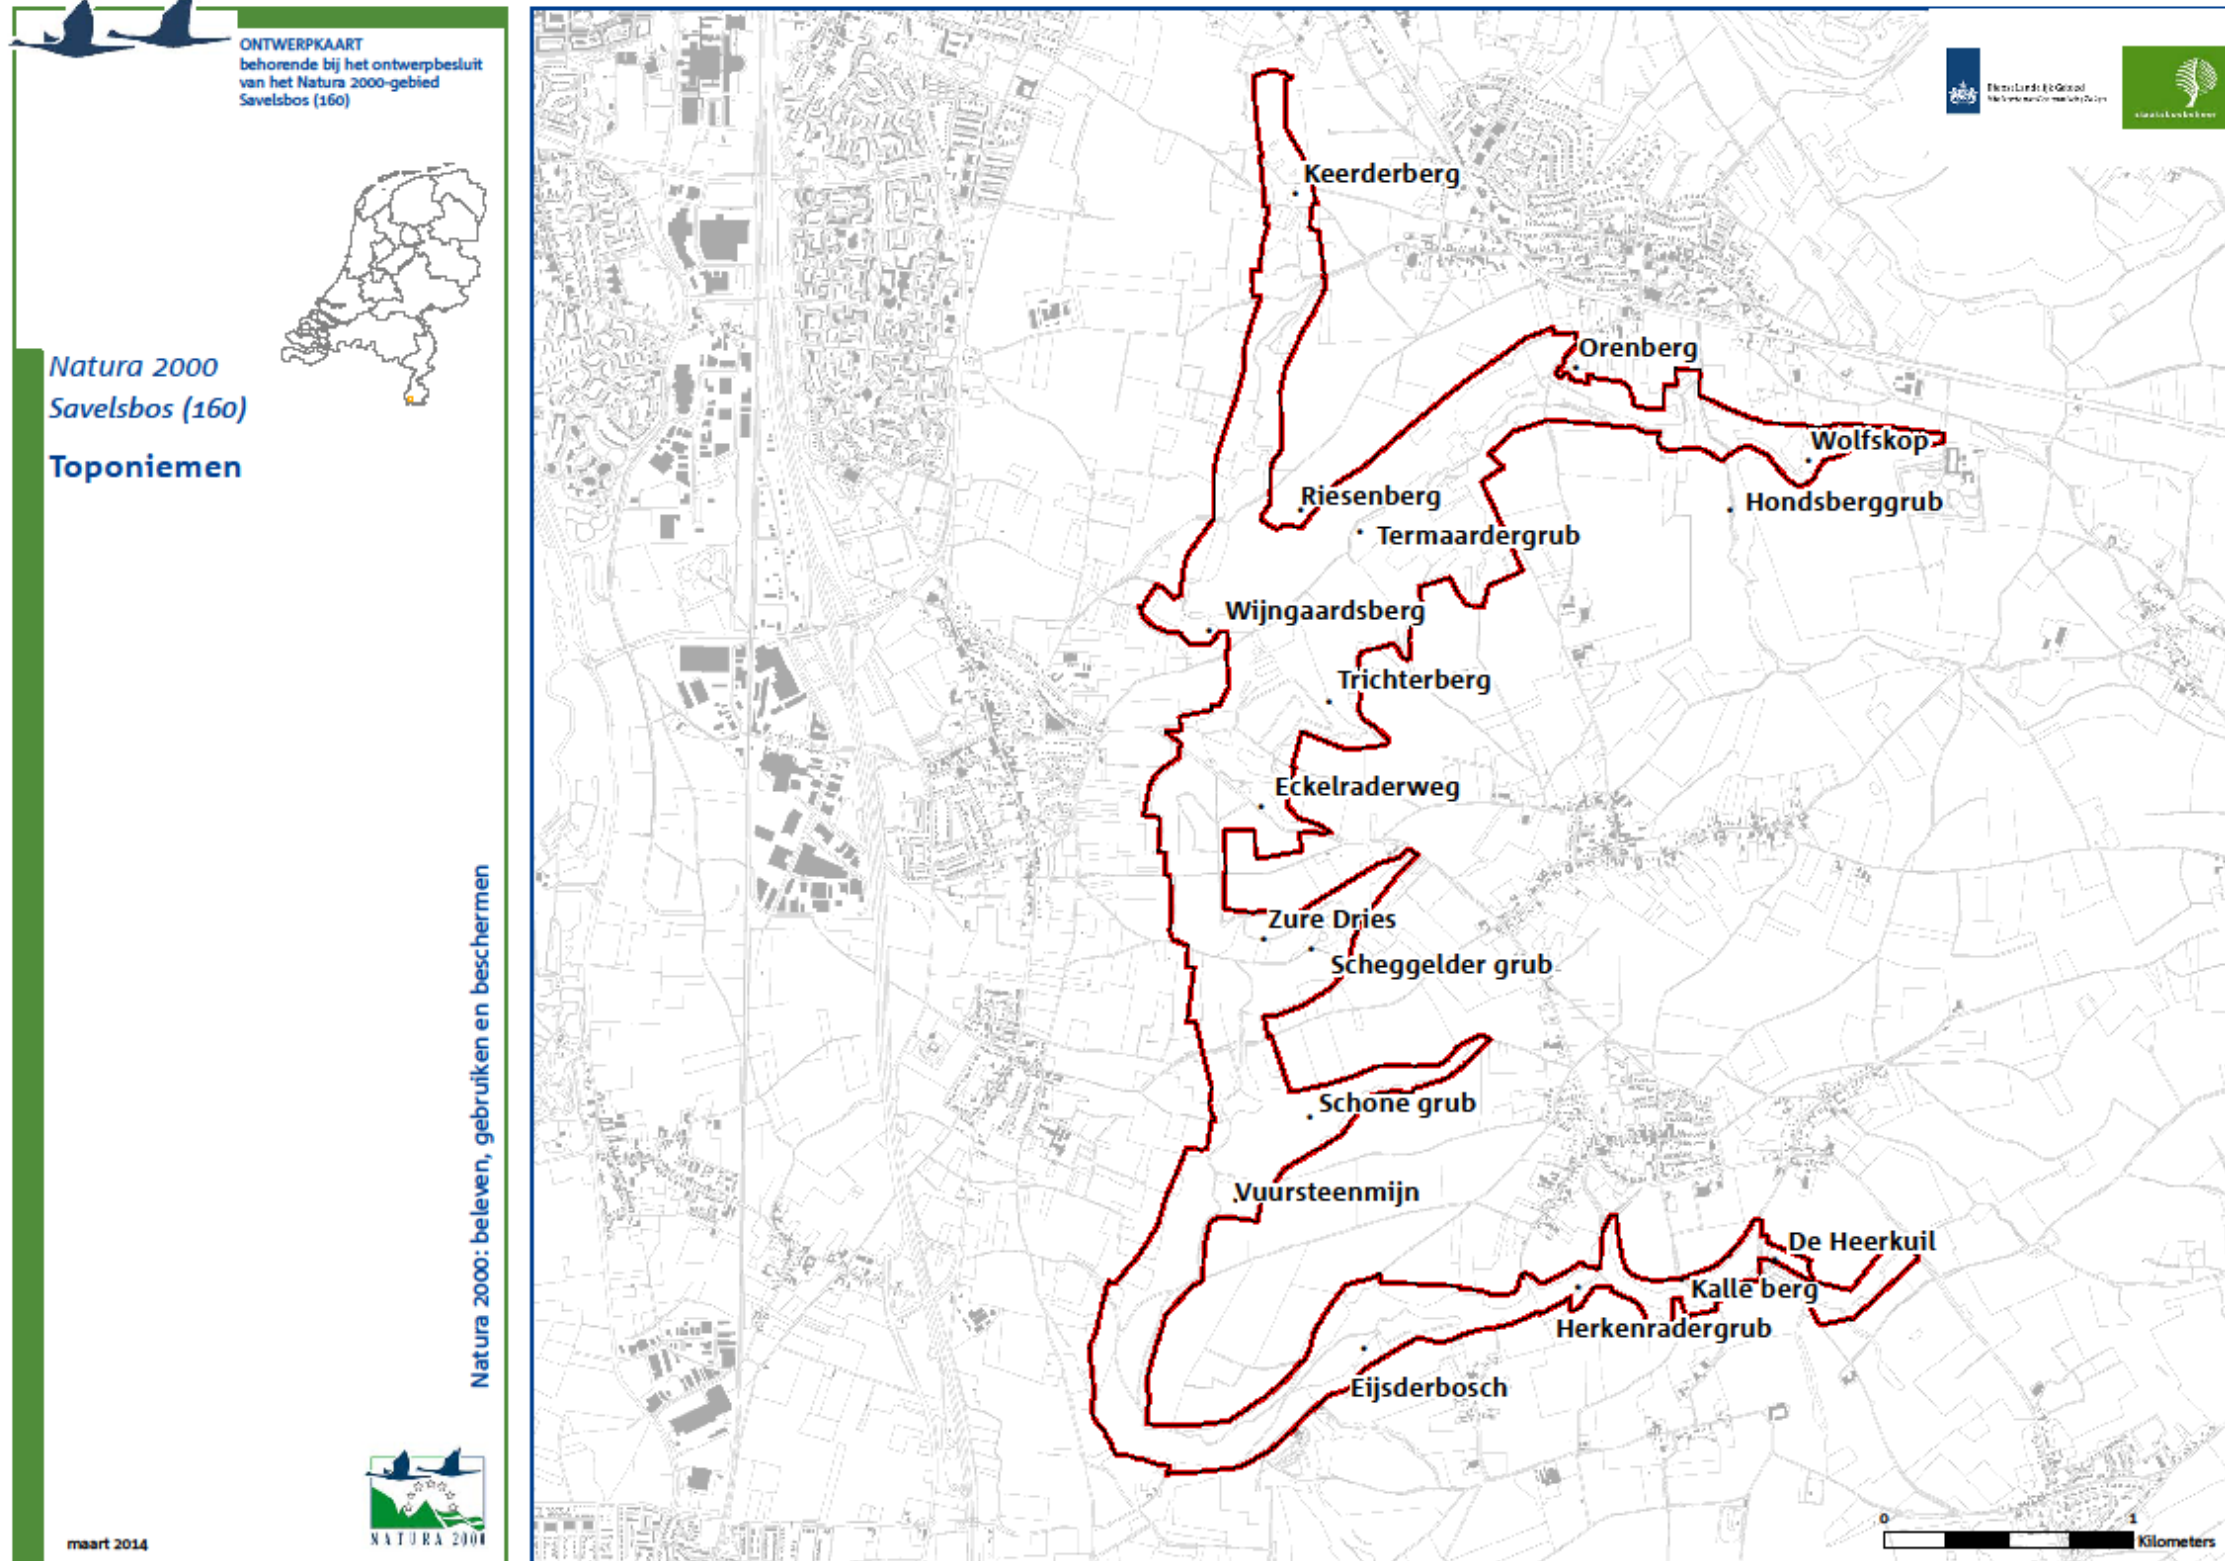 ONTWERPKAART
behorende bij het ontwerpbesluit
van het Natura 2000-gebied
Savelsbos (160)
Natura 2000
Savelsbos (160)
Toponiemen
Natura 2000: beleven, gebruiken en beschermen
NATURA 2000
maart 2014
Keerderberg
Orenberg
Wolfskop
Riesenberg
Hondsberggrub
Termaardergrub
Wijngaardsberg
Trichterberg
Eckelraderweg
Zure Dries
Scheggelder grub
Schone grub
Vuursteenmijn
De Heerkuil
Kalle berg
Herkenradergrub
Eijsderbosch
0 1
Kilometers